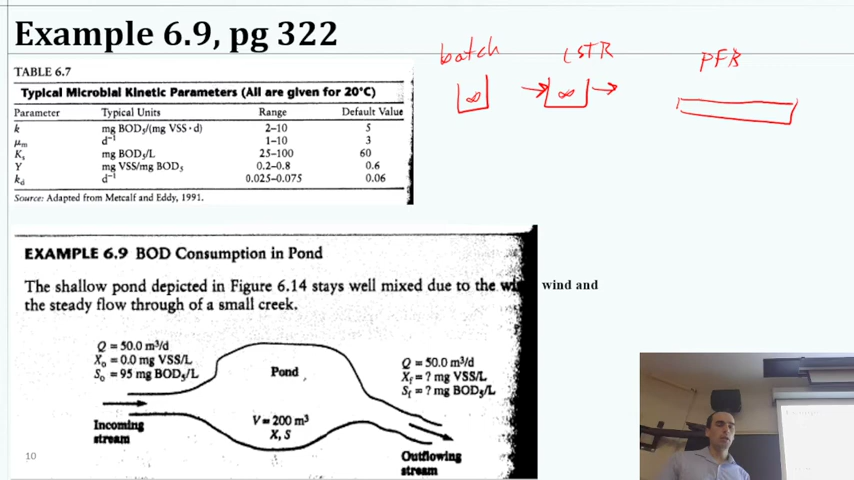 Example 6.9, pg 322
batch CSTR PFR
TABLE 6.7
Typical Microbial Kinetic Parameters (All are given for 20°C)
Parameter Typical Units Range Default Value
k mg BOD₅/(mg VSS · d) 2–10 5
μₘ d⁻¹ 1–10 3
Kₛ mg BOD₅/L 25–100 60
Y mg VSS/mg BOD₅ 0.2–0.8 0.6
k_d d⁻¹ 0.025–0.075 0.06
Source: Adapted from Metcalf and Eddy, 1991.
EXAMPLE 6.9 BOD Consumption in Pond
The shallow pond depicted in Figure 6.14 stays well mixed due to the wind and
the steady flow through of a small creek.
Q = 50.0 m³/d
X₀ = 0.0 mg VSS/L
S₀ = 95 mg BOD₅/L
Incoming
stream
Pond
V = 200 m³
X, S
Q = 50.0 m³/d
X_f = ? mg VSS/L
S_f = ? mg BOD₅/L
Outflowing
stream
10